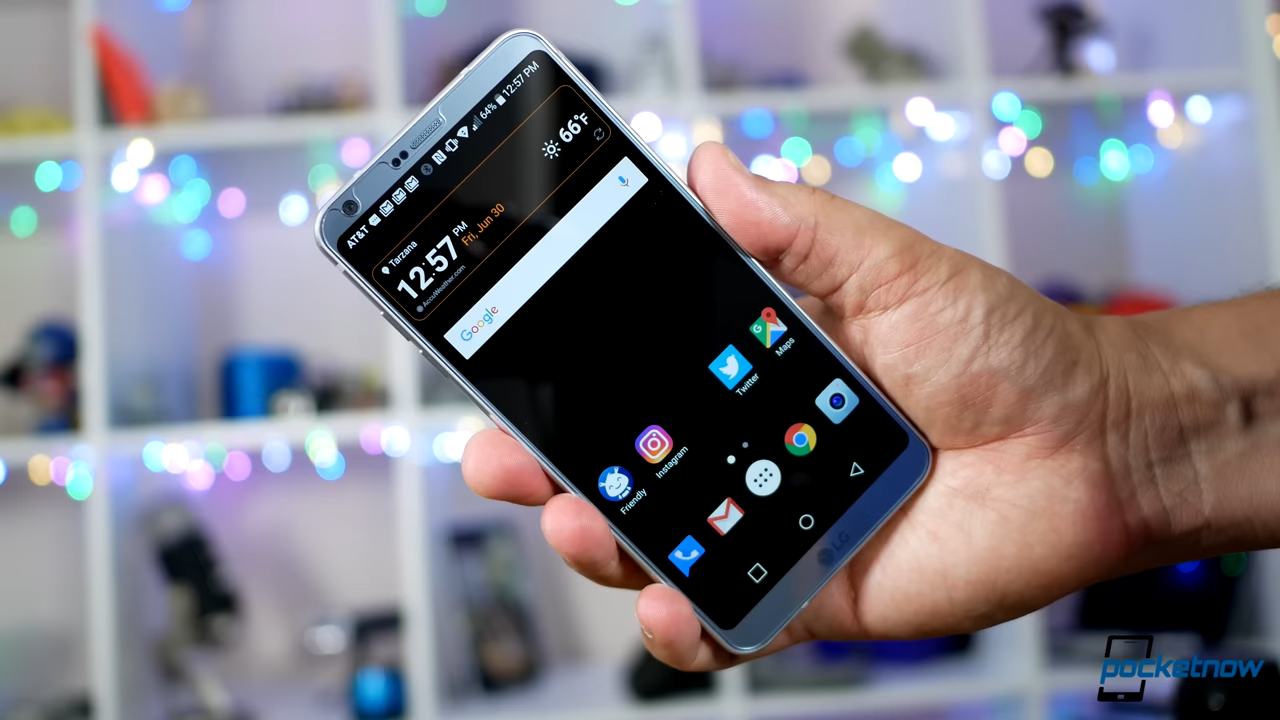 AT&T
64% 12:57 PM
Tarzana
12:57 PM
Fri, Jun 30
AccuWeather.com
66°F
Google
Maps
Twitter
Instagram
Friendly
LG
pocketnow